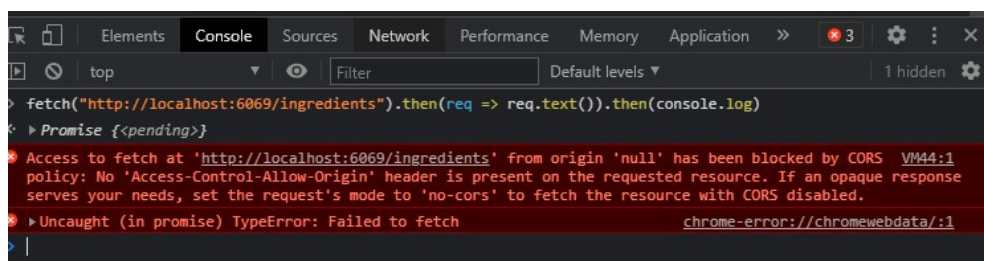 Elements Console Sources Network Performance Memory Application » 3
top Filter Default levels 1 hidden
> fetch("http://localhost:6069/ingredients").then(req => req.text()).then(console.log)
Promise {<pending>}
Access to fetch at 'http://localhost:6069/ingredients' from origin 'null' has been blocked by CORS VM44:1
policy: No 'Access-Control-Allow-Origin' header is present on the requested resource. If an opaque response
serves your needs, set the request's mode to 'no-cors' to fetch the resource with CORS disabled.
Uncaught (in promise) TypeError: Failed to fetch chrome-error://chromewebdata/:1
>